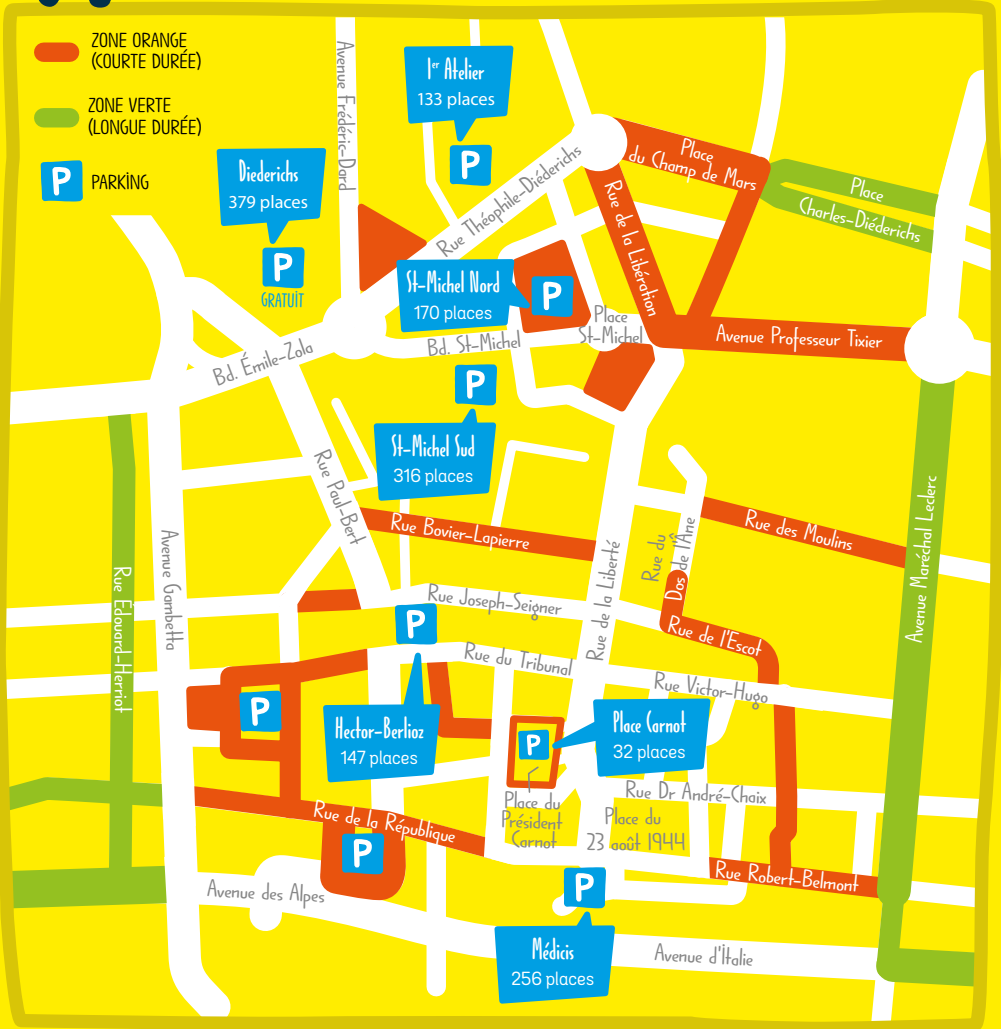 ZONE ORANGE
(COURTE DURÉE)
ZONE VERTE
(LONGUE DURÉE)
P PARKING
Avenue Frédéric-Dard
1er Atelier
133 places
P
Diederichs
379 places
P
GRATUIT
Rue Théophile-Diéderichs
Place
du Champ de Mars
Place
Charles-Diéderichs
Rue de la Libération
St-Michel Nord
170 places
P
Place
St-Michel
Bd. St-Michel
Avenue Professeur Tixier
Bd. Émile-Zola
P
St-Michel Sud
316 places
Rue Paul-Bert
Rue Bovier-Lapierre
Rue des Moulins
Avenue Maréchal Leclerc
Rue du
Dos de l'Âne
Rue de la Liberté
Avenue Gambetta
Rue Édouard-Herriot
Rue Joseph-Seigner
P
Rue de l'Escot
Rue du Tribunal
Rue Victor-Hugo
P
Hector-Berlioz
147 places
P
Place Carnot
32 places
Place du
Président
Carnot
Rue Dr André-Chaix
Place du
23 août 1944
Rue de la République
P
Rue Robert-Belmont
P
Avenue des Alpes
Médicis
256 places
Avenue d'Italie